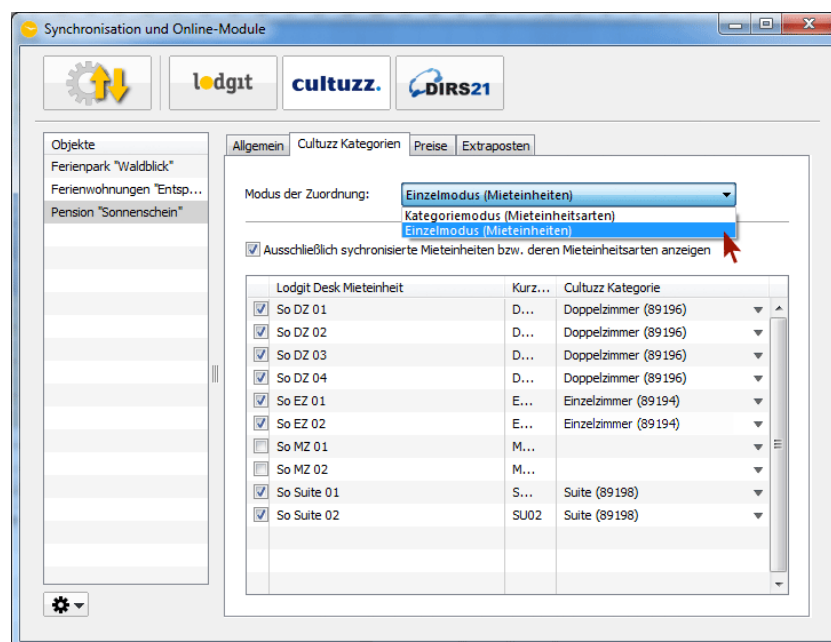 Synchronisation und Online-Module
lodgit
cultuzz.
DIRS21
Objekte
Ferienpark "Waldblick"
Ferienwohnungen "Entsp...
Pension "Sonnenschein"
Allgemein Cultuzz Kategorien Preise Extraposten
Modus der Zuordnung: Einzelmodus (Mieteinheiten)
Kategoriemodus (Mieteinheitsarten)
Einzelmodus (Mieteinheiten)
Ausschließlich sychronisierte Mieteinheiten bzw. deren Mieteinheitsarten anzeigen
Lodgit Desk Mieteinheit Kurz... Cultuzz Kategorie
So DZ 01 D... Doppelzimmer (89196)
So DZ 02 D... Doppelzimmer (89196)
So DZ 03 D... Doppelzimmer (89196)
So DZ 04 D... Doppelzimmer (89196)
So EZ 01 E... Einzelzimmer (89194)
So EZ 02 E... Einzelzimmer (89194)
So MZ 01 M...
So MZ 02 M...
So Suite 01 S... Suite (89198)
So Suite 02 SU02 Suite (89198)